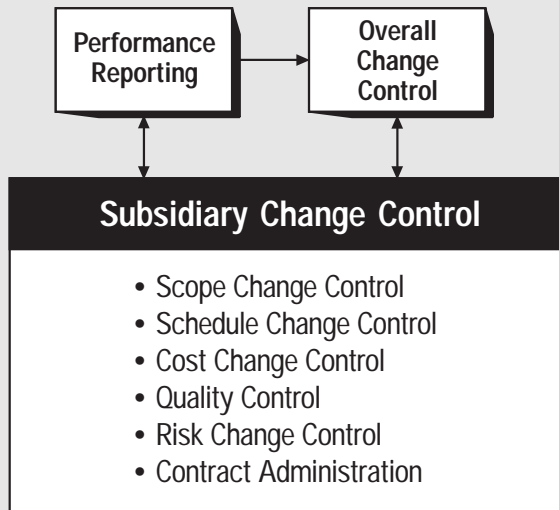 Performance
Reporting
Overall
Change
Control
Subsidiary Change Control
• Scope Change Control
• Schedule Change Control
• Cost Change Control
• Quality Control
• Risk Change Control
• Contract Administration